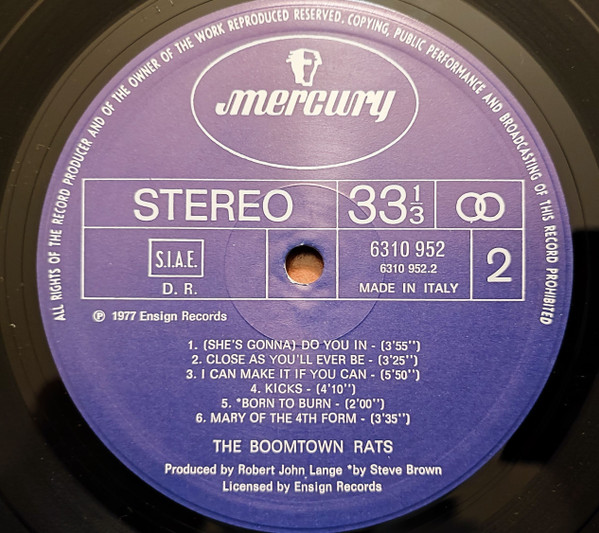 ALL RIGHTS OF THE RECORD PRODUCER AND OF THE OWNER OF THE WORK REPRODUCED RESERVED. COPYING, PUBLIC PERFORMANCE AND BROADCASTING OF THIS RECORD PROHIBITED
mercury
STEREO 33 1/3
S.I.A.E.
D. R.
6310 952
6310 952.2
MADE IN ITALY
2
℗ 1977 Ensign Records
1. (SHE'S GONNA) DO YOU IN - (3'55'')
2. CLOSE AS YOU'LL EVER BE - (3'25'')
3. I CAN MAKE IT IF YOU CAN - (5'50'')
4. KICKS - (4'10'')
5. *BORN TO BURN - (2'00'')
6. MARY OF THE 4TH FORM - (3'35'')
THE BOOMTOWN RATS
Produced by Robert John Lange *by Steve Brown
Licensed by Ensign Records